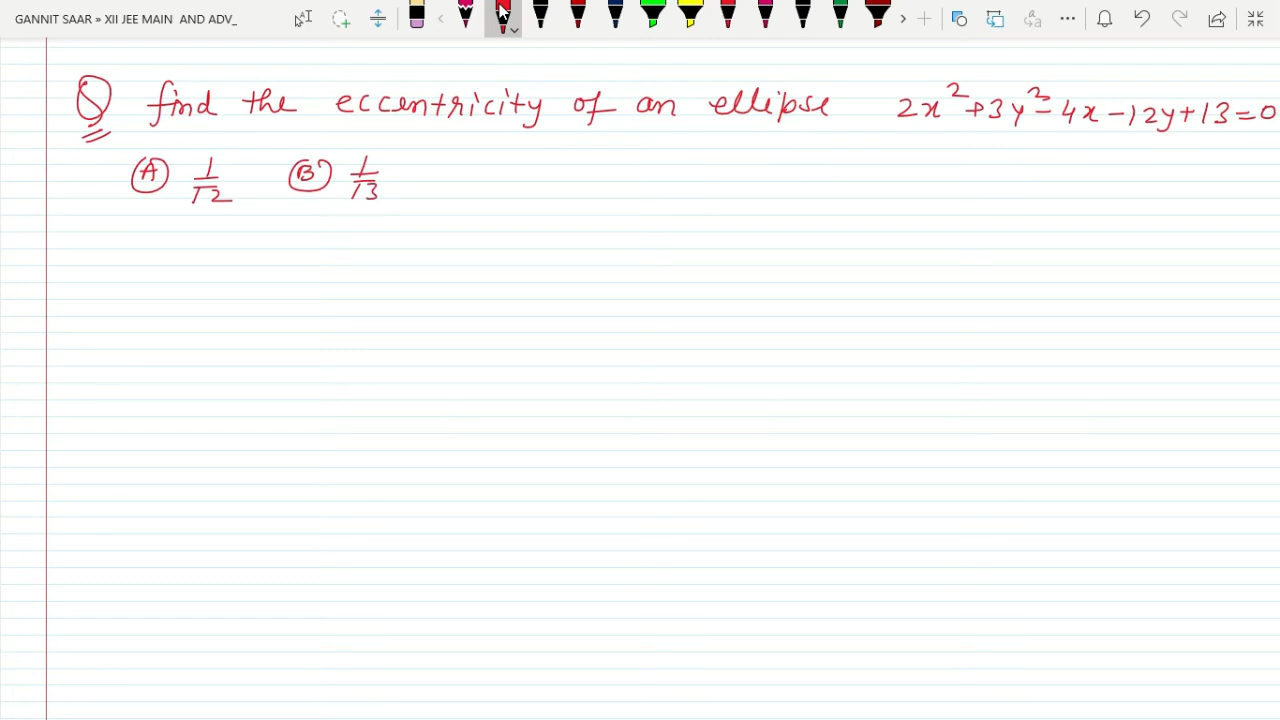 GANNIT SAAR » XII JEE MAIN AND ADV_
Q find the eccentricity of an ellipse 2x²+3y²-4x-12y+13=0
(A) 1/√2 (B) 1/√3